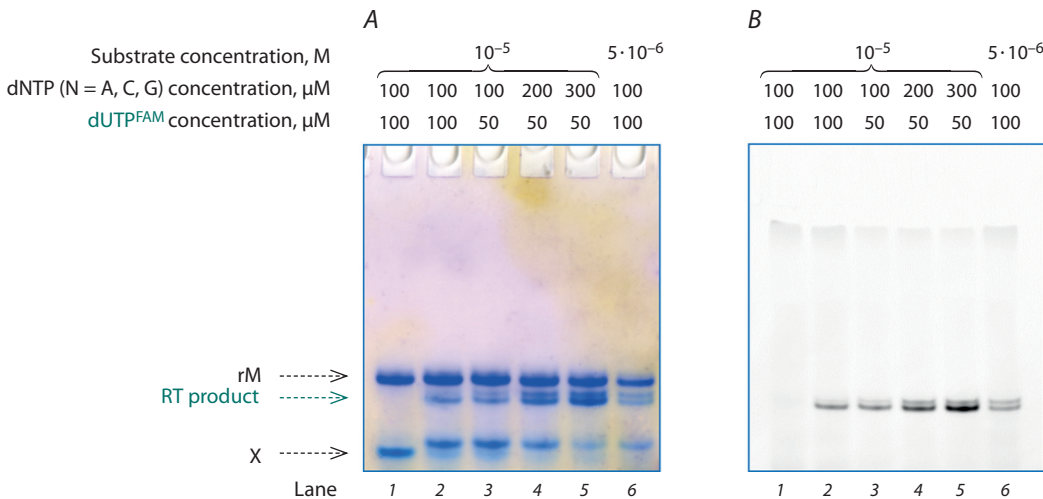 A B
Substrate concentration, M 10⁻⁵ 5·10⁻⁶ 10⁻⁵ 5·10⁻⁶
dNTP (N = A, C, G) concentration, μM 100 100 100 200 300 100 100 100 100 200 300 100
dUTPᶠᴬᴹ concentration, μM 100 100 50 50 50 100 100 100 50 50 50 100
rM
RT product
X
Lane 1 2 3 4 5 6 1 2 3 4 5 6